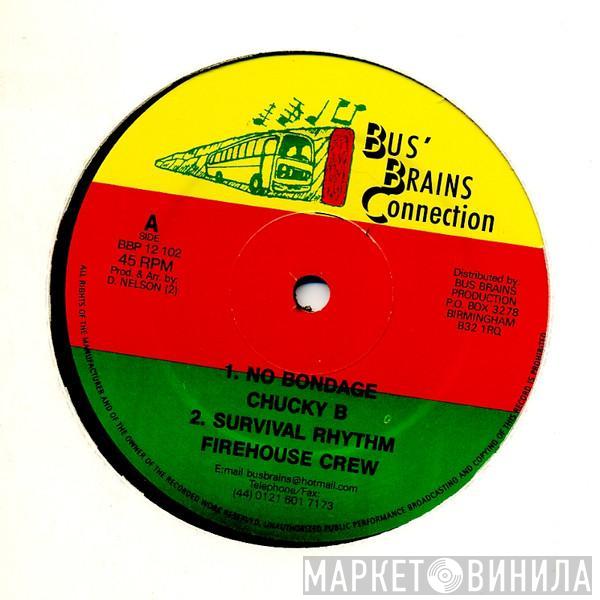 BUS'
BRAINS
Connection
A
SIDE
BBP 12 102
45 RPM
Prod. & Arr. by:
D. NELSON (2)
Distributed by:
BUS BRAINS
PRODUCTION
P.O. BOX 3278
BIRMINGHAM
B32 1RQ
1. NO BONDAGE
CHUCKY B
2. SURVIVAL RHYTHM
FIREHOUSE CREW
E:mail busbrains@hotmail.com
Telephone/Fax:
(44) 0121 601 7173
ALL RIGHTS OF THE MANUFACTURER AND OF THE OWNER OF THE RECORDED WORK RESERVED. UNAUTHORIZED PUBLIC PERFORMANCE BROADCASTING AND COPYING OF THIS RECORD IS PROHIBITED.
МАРКЕТ ВИНИЛА